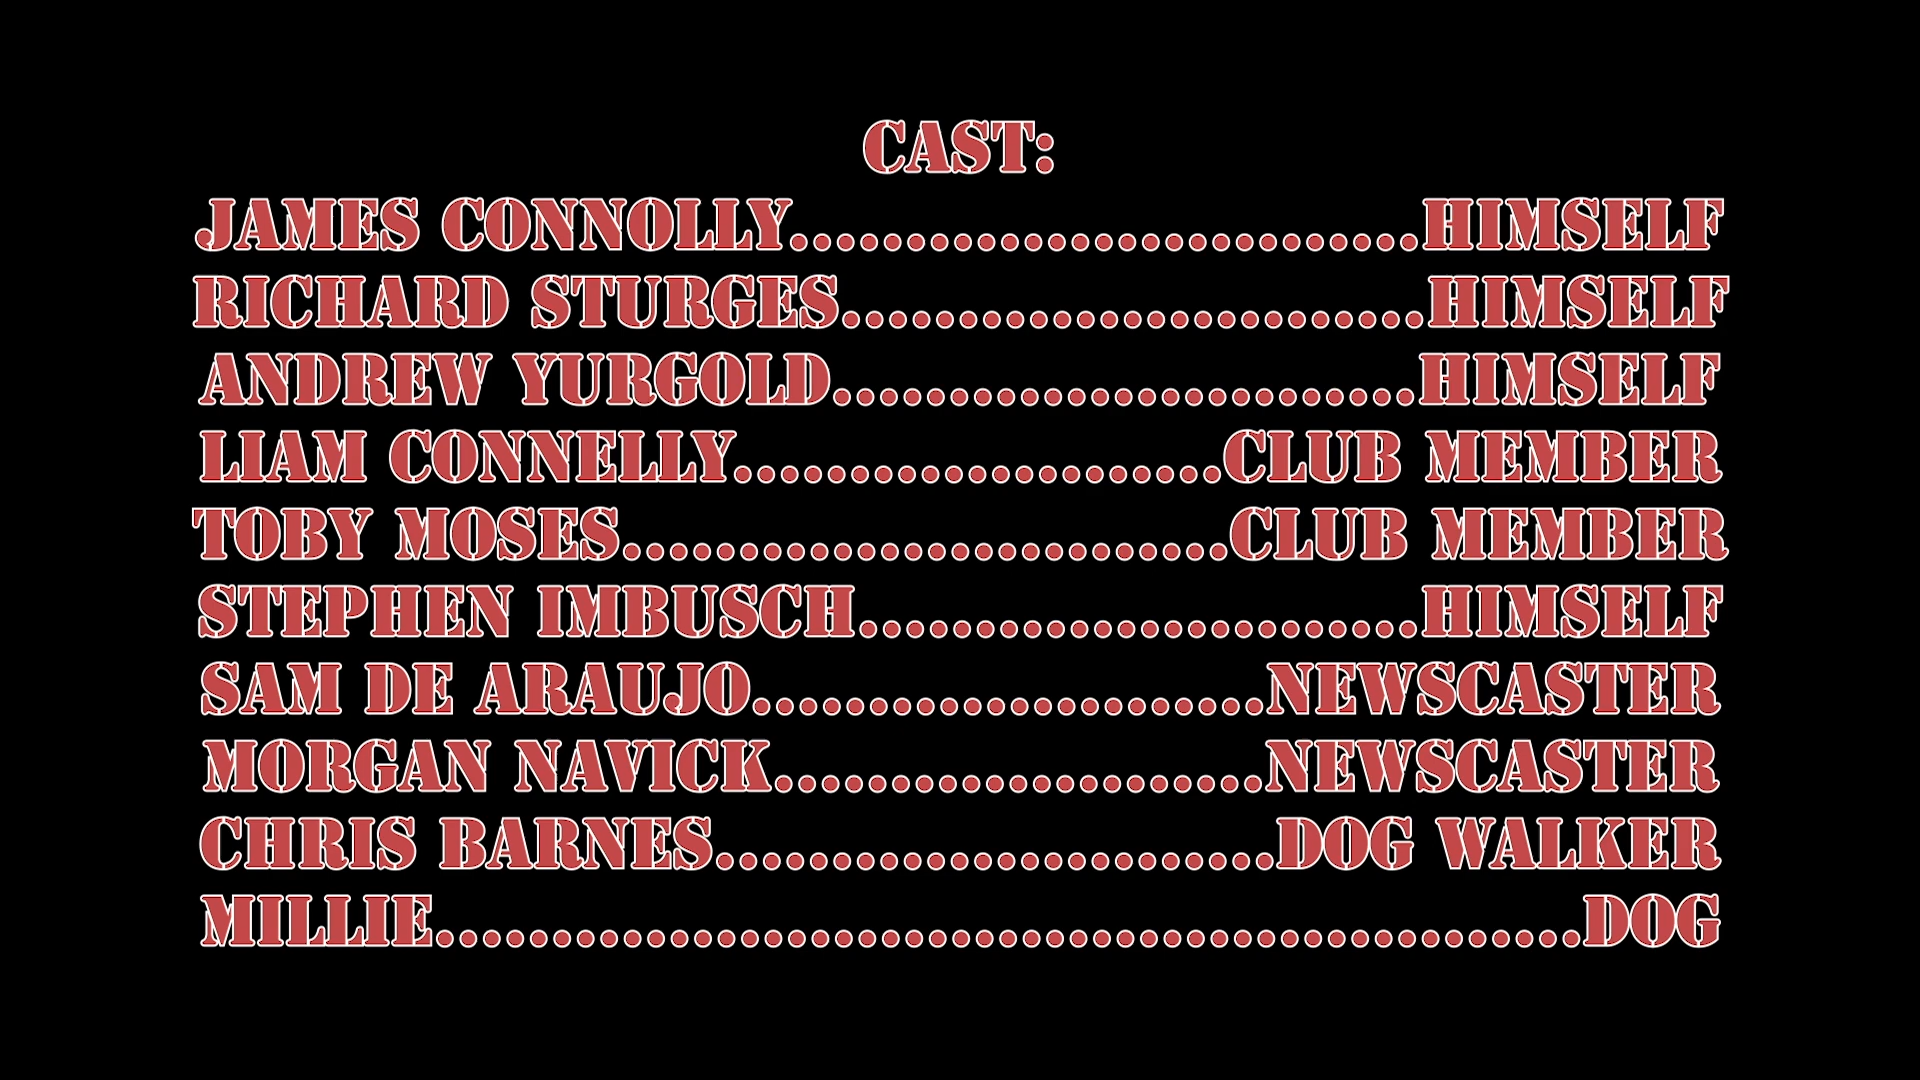 CAST:
JAMES CONNOLLY...........................HIMSELF
RICHARD STURGES.........................HIMSELF
ANDREW YURGOLD.........................HIMSELF
LIAM CONNELLY.....................CLUB MEMBER
TOBY MOSES..........................CLUB MEMBER
STEPHEN IMBUSCH........................HIMSELF
SAM DE ARAUJO......................NEWSCASTER
MORGAN NAVICK.....................NEWSCASTER
CHRIS BARNES........................DOG WALKER
MILLIE.................................................DOG